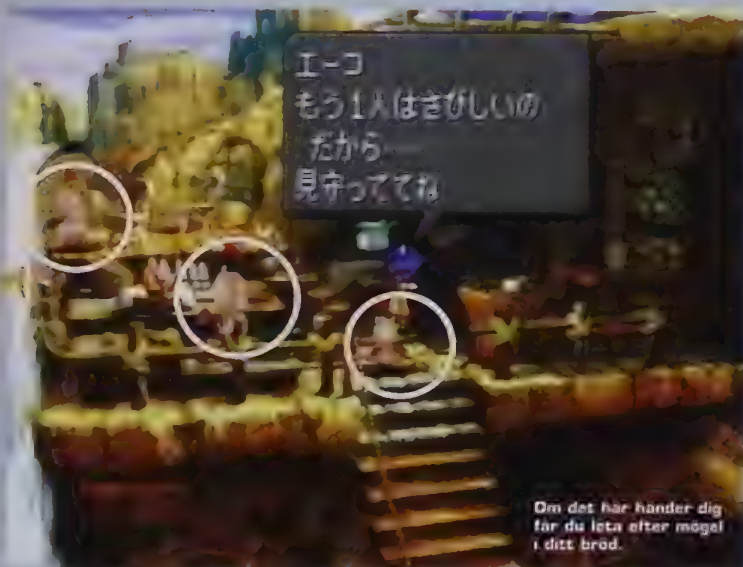 エーコ
もう1人はさびしいの
だから……
見守っててね
Om det här händer dig
får du leta efter mögel
i ditt bröd.